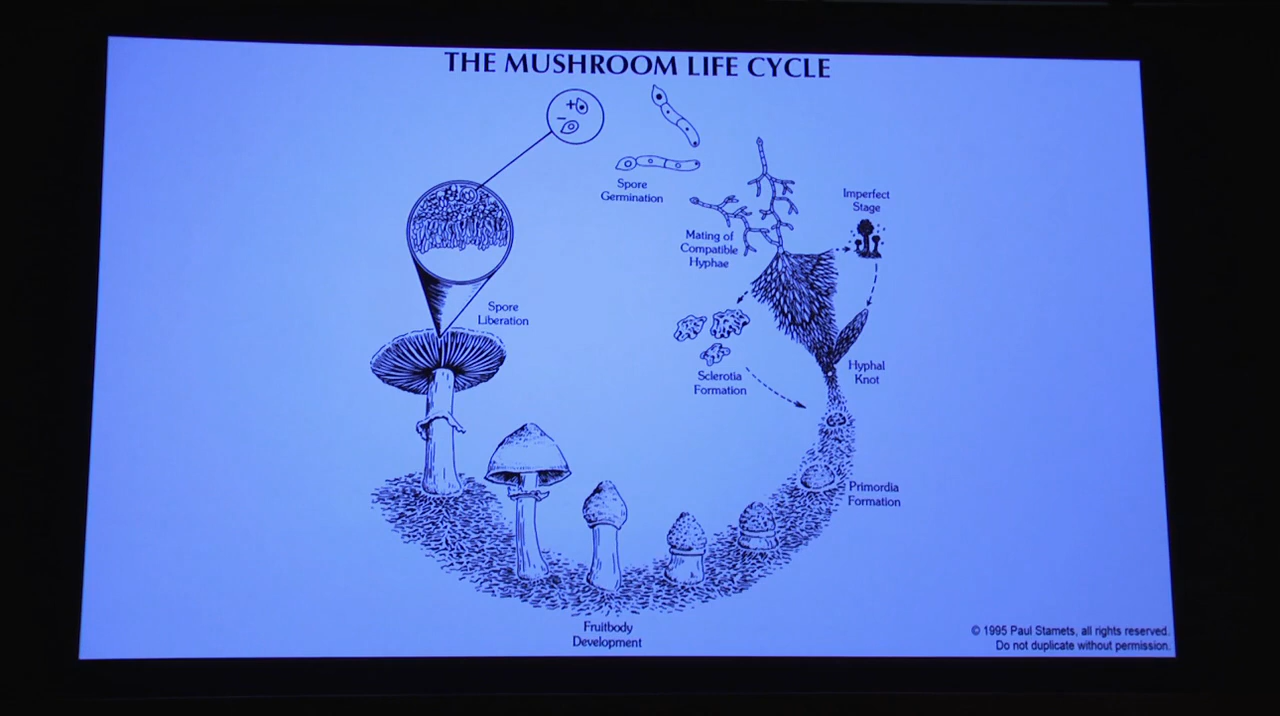 THE MUSHROOM LIFE CYCLE
+
–
Spore
Germination
Imperfect
Stage
Mating of
Compatible
Hyphae
Spore
Liberation
Hyphal
Knot
Sclerotia
Formation
Primordia
Formation
Fruitbody
Development
© 1995 Paul Stamets, all rights reserved.
Do not duplicate without permission.